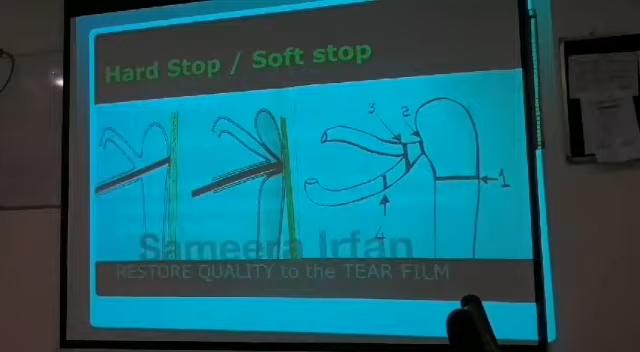 Hard Stop / Soft stop
3
2
1
4
Sameera Irfan
RESTORE QUALITY to the TEAR FILM